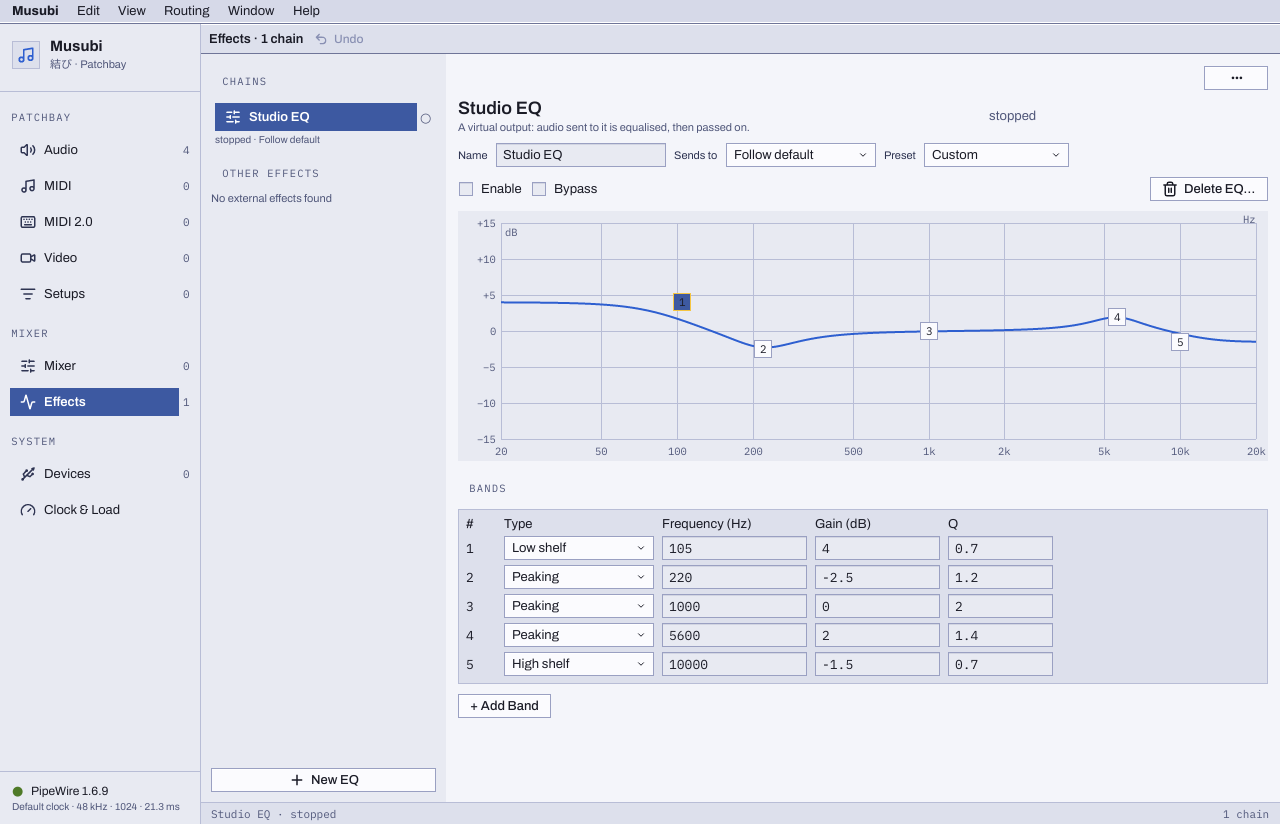 Musubi Edit View Routing Window Help
Musubi
結び · Patchbay
PATCHBAY
Audio 4
MIDI 0
MIDI 2.0 0
Video 0
Setups 0
MIXER
Mixer 0
Effects 1
SYSTEM
Devices 0
Clock & Load
PipeWire 1.6.9
Default clock · 48 kHz · 1024 · 21.3 ms
Effects · 1 chain Undo
CHAINS
Studio EQ
stopped · Follow default
OTHER EFFECTS
No external effects found
+ New EQ
...
Studio EQ
stopped
A virtual output: audio sent to it is equalised, then passed on.
Name Studio EQ Sends to Follow default Preset Custom
Enable Bypass Delete EQ...
Hz
+15
dB
+10
+5
0
−5
−10
−15
1
2
3
4
5
20 50 100 200 500 1k 2k 5k 10k 20k
BANDS
# Type Frequency (Hz) Gain (dB) Q
1 Low shelf 105 4 0.7
2 Peaking 220 -2.5 1.2
3 Peaking 1000 0 2
4 Peaking 5600 2 1.4
5 High shelf 10000 -1.5 0.7
+ Add Band
Studio EQ · stopped 1 chain